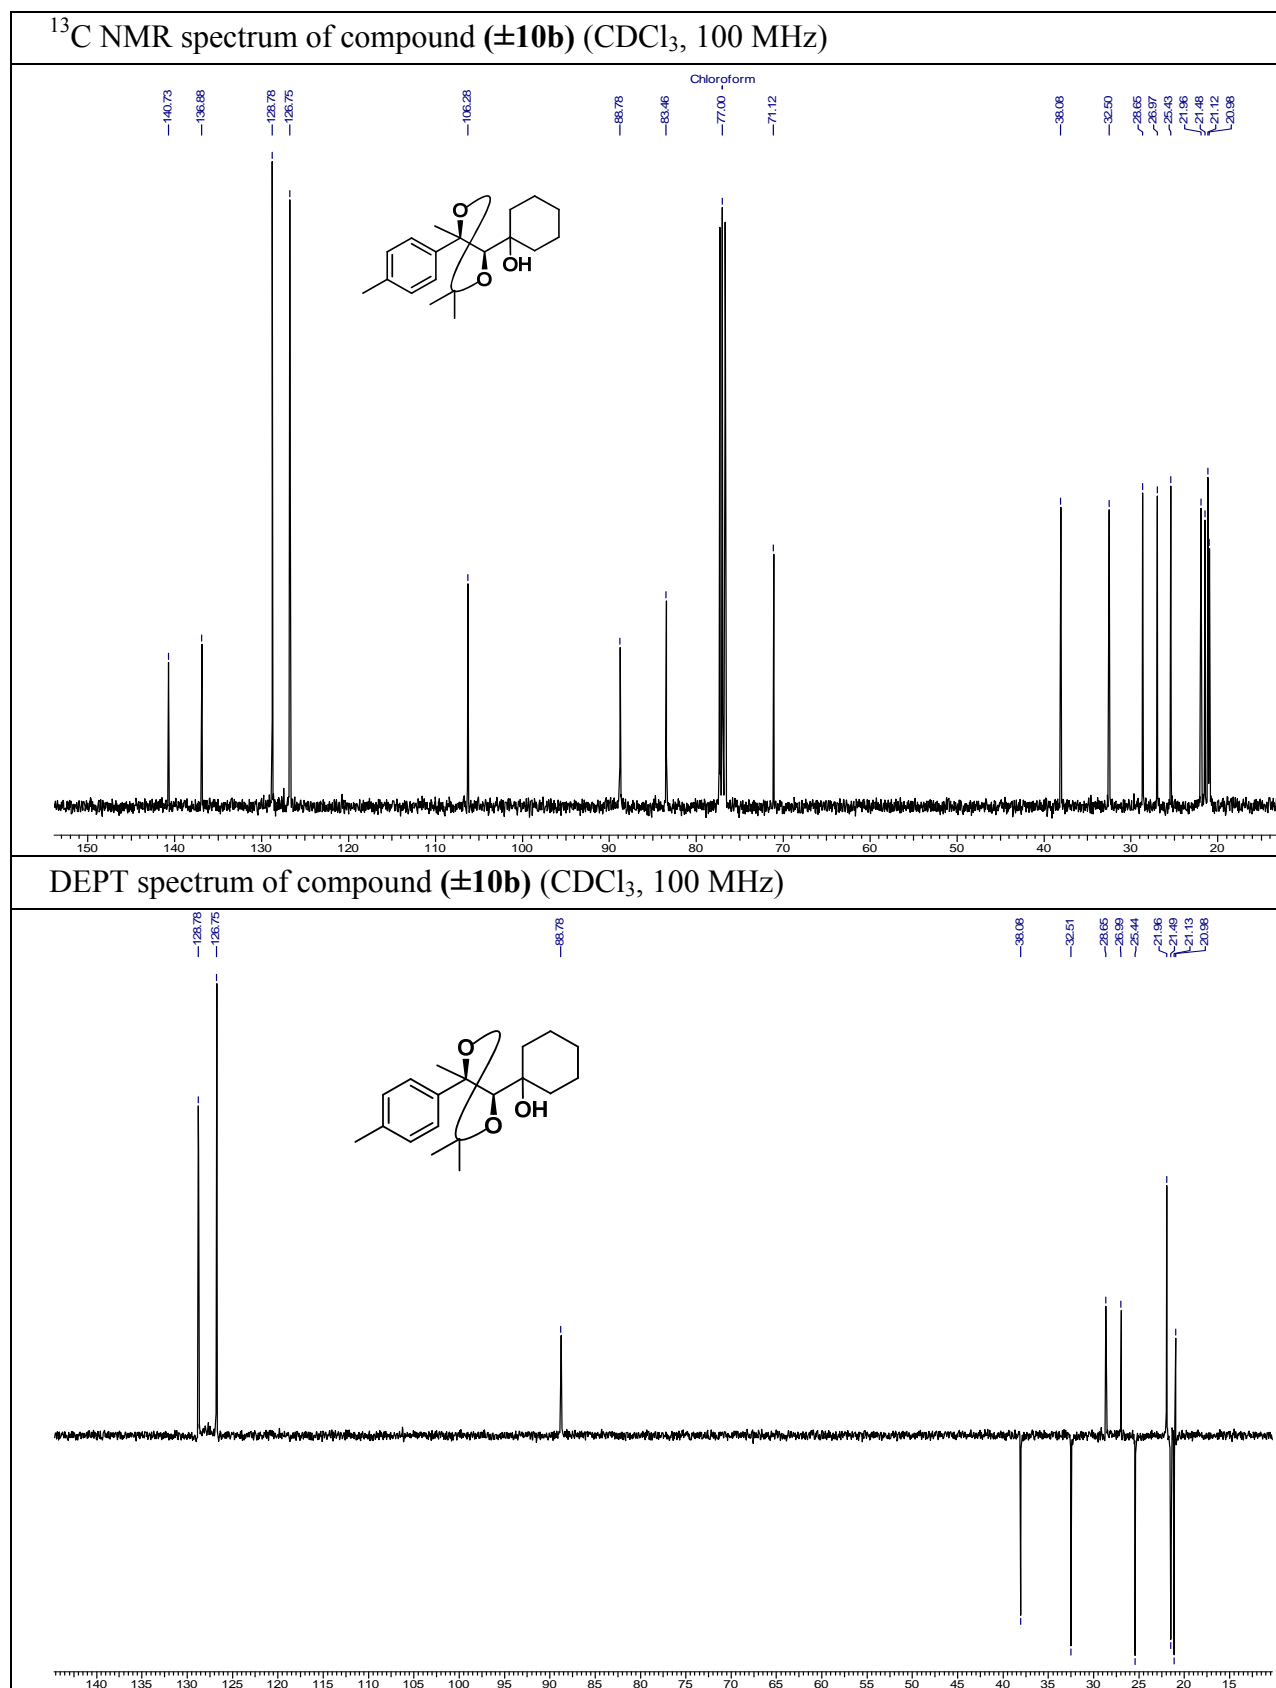 ¹³C NMR spectrum of compound (±10b) (CDCl₃, 100 MHz)
Chloroform
140.73 136.88 128.78 126.75 106.28 88.78 83.46 77.00 71.12 38.08 32.50 28.65 26.97 25.43 21.96 21.48 21.12 20.98
O
OH
O
150 140 130 120 110 100 90 80 70 60 50 40 30 20
DEPT spectrum of compound (±10b) (CDCl₃, 100 MHz)
128.78 126.75 88.78 38.08 32.51 28.65 26.99 25.44 21.96 21.49 21.13 20.98
O
OH
O
140 135 130 125 120 115 110 105 100 95 90 85 80 75 70 65 60 55 50 45 40 35 30 25 20 15